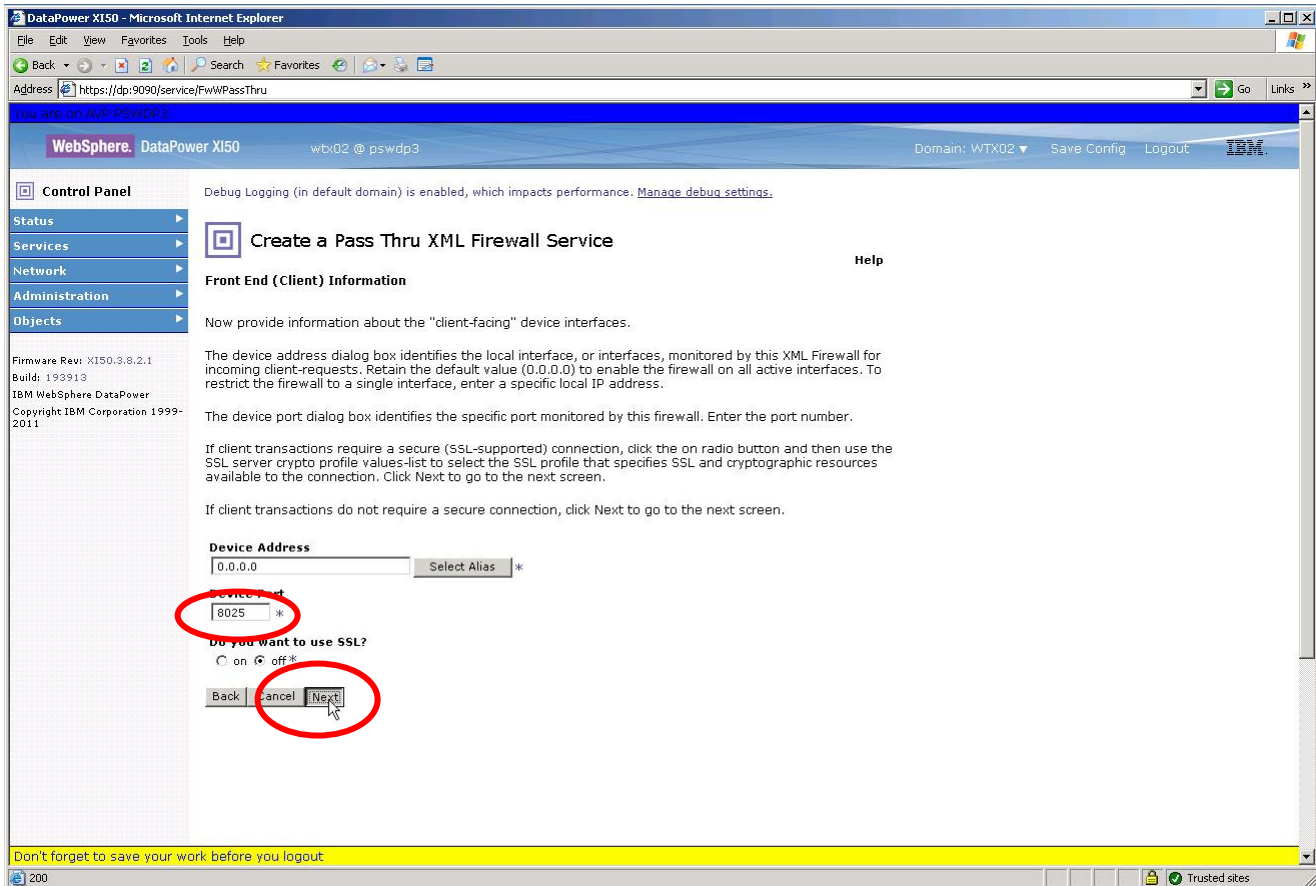 DataPower XI50 - Microsoft Internet Explorer
File Edit View Favorites Tools Help
Back Search Favorites
Address https://dp:9090/service/FwWPassThru Go Links »
You are on AVP PSWDP3
WebSphere. DataPower XI50 wtx02 @ pswdp3 Domain: WTX02 Save Config Logout IBM.
Control Panel
Status
Services
Network
Administration
Objects
Firmware Rev: XI50.3.8.2.1
Build: 193913
IBM WebSphere DataPower
Copyright IBM Corporation 1999-
2011
Debug Logging (in default domain) is enabled, which impacts performance. Manage debug settings.
Create a Pass Thru XML Firewall Service
Help
Front End (Client) Information
Now provide information about the "client-facing" device interfaces.
The device address dialog box identifies the local interface, or interfaces, monitored by this XML Firewall for
incoming client-requests. Retain the default value (0.0.0.0) to enable the firewall on all active interfaces. To
restrict the firewall to a single interface, enter a specific local IP address.
The device port dialog box identifies the specific port monitored by this firewall. Enter the port number.
If client transactions require a secure (SSL-supported) connection, click the on radio button and then use the
SSL server crypto profile values-list to select the SSL profile that specifies SSL and cryptographic resources
available to the connection. Click Next to go to the next screen.
If client transactions do not require a secure connection, click Next to go to the next screen.
Device Address
0.0.0.0 Select Alias *
Device Port
8025 *
Do you want to use SSL?
on off *
Back Cancel Next
Don't forget to save your work before you logout
200 Trusted sites